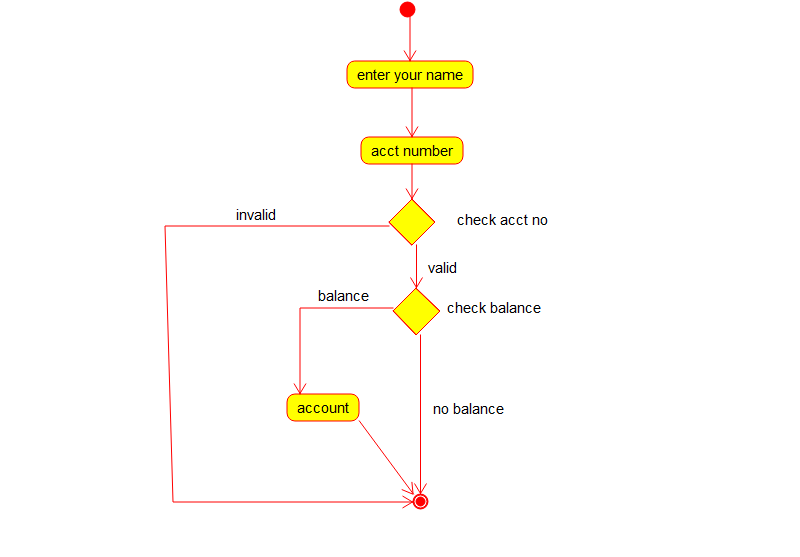 enter your name
acct number
invalid
check acct no
valid
balance
check balance
account
no balance